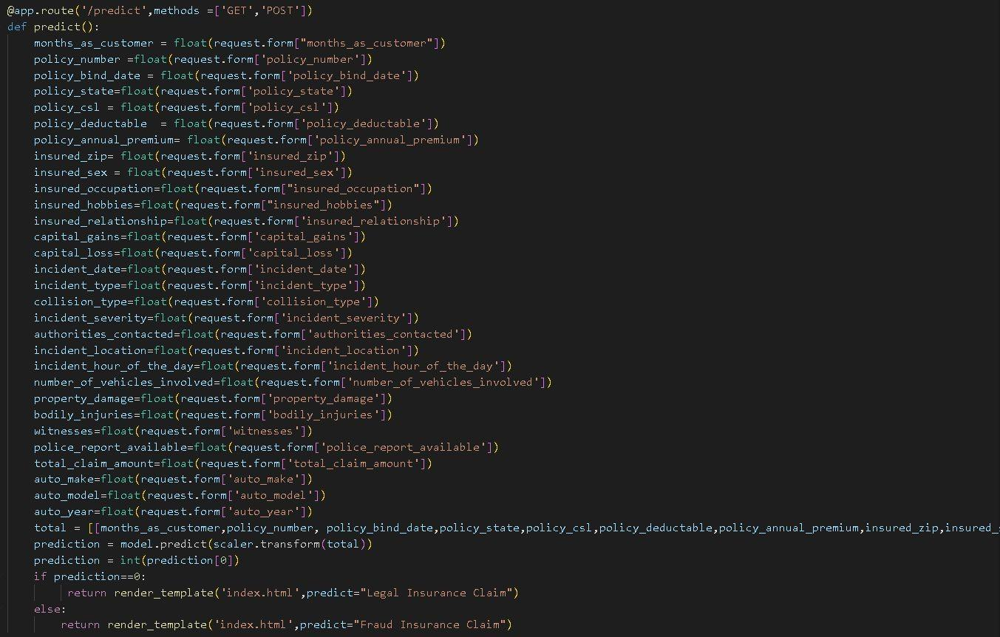 @app.route('/predict',methods =['GET','POST'])
def predict():
    months_as_customer = float(request.form["months_as_customer"])
    policy_number =float(request.form['policy_number'])
    policy_bind_date = float(request.form['policy_bind_date'])
    policy_state=float(request.form['policy_state'])
    policy_csl = float(request.form['policy_csl'])
    policy_deductable  = float(request.form['policy_deductable'])
    policy_annual_premium= float(request.form['policy_annual_premium'])
    insured_zip= float(request.form['insured_zip'])
    insured_sex = float(request.form['insured_sex'])
    insured_occupation=float(request.form["insured_occupation"])
    insured_hobbies=float(request.form["insured_hobbies"])
    insured_relationship=float(request.form['insured_relationship'])
    capital_gains=float(request.form['capital_gains'])
    capital_loss=float(request.form['capital_loss'])
    incident_date=float(request.form['incident_date'])
    incident_type=float(request.form['incident_type'])
    collision_type=float(request.form['collision_type'])
    incident_severity=float(request.form['incident_severity'])
    authorities_contacted=float(request.form['authorities_contacted'])
    incident_location=float(request.form['incident_location'])
    incident_hour_of_the_day=float(request.form['incident_hour_of_the_day'])
    number_of_vehicles_involved=float(request.form['number_of_vehicles_involved'])
    property_damage=float(request.form['property_damage'])
    bodily_injuries=float(request.form['bodily_injuries'])
    witnesses=float(request.form['witnesses'])
    police_report_available=float(request.form['police_report_available'])
    total_claim_amount=float(request.form['total_claim_amount'])
    auto_make=float(request.form['auto_make'])
    auto_model=float(request.form['auto_model'])
    auto_year=float(request.form['auto_year'])
    total = [[months_as_customer,policy_number, policy_bind_date,policy_state,policy_csl,policy_deductable,policy_annual_premium,insured_zip,insured_
    prediction = model.predict(scaler.transform(total))
    prediction = int(prediction[0])
    if prediction==0:
         return render_template('index.html',predict="Legal Insurance Claim")
    else:
        return render_template('index.html',predict="Fraud Insurance Claim")